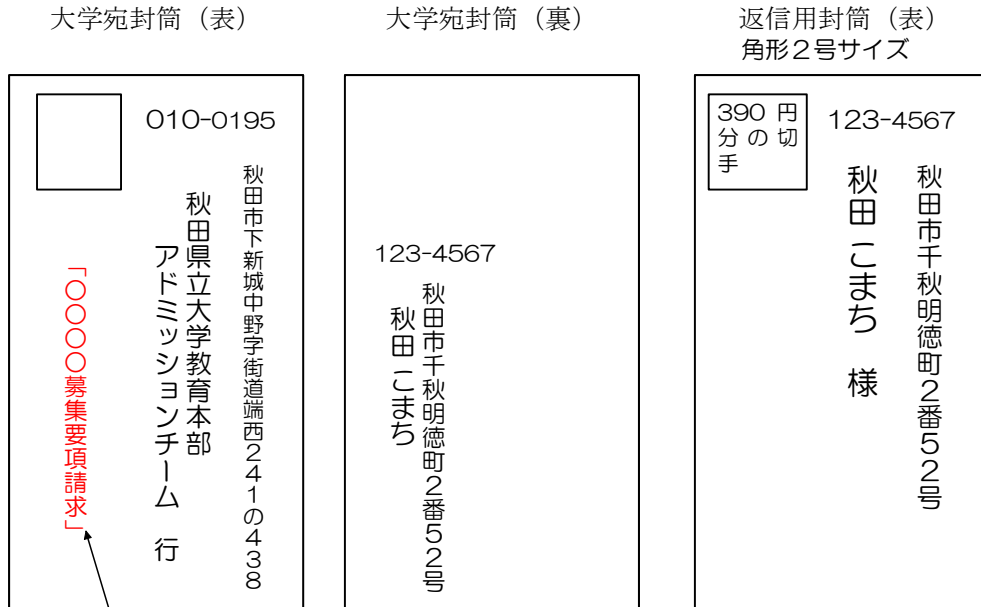 大学宛封筒（表）
010-0195
秋田市下新城中野字街道端西241の438
秋田県立大学教育本部
アドミッションチーム　行
「〇〇〇〇募集要項請求」
大学宛封筒（裏）
123-4567
秋田市千秋明徳町2番52号
秋田 こまち
返信用封筒（表）
角形２号サイズ
390 円
分の切
手
123-4567
秋田市千秋明徳町2番52号
秋田 こまち　様